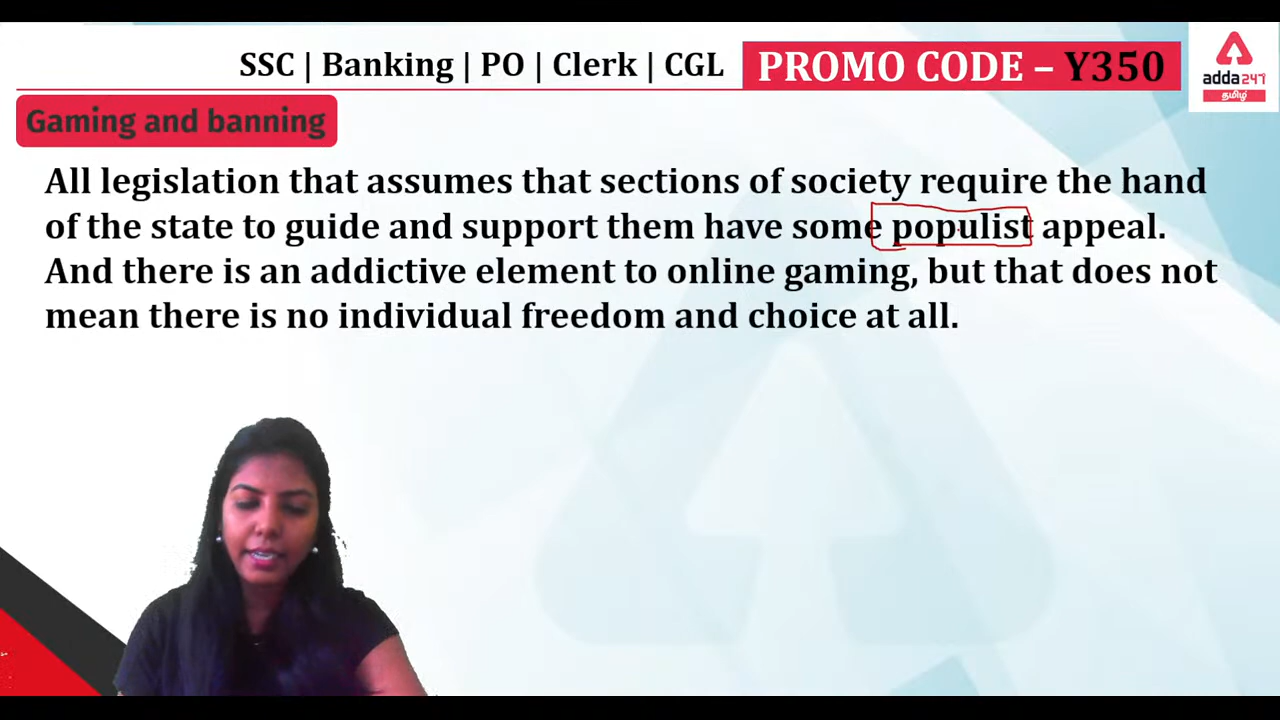 SSC | Banking | PO | Clerk | CGL PROMO CODE – Y350
adda247
தமிழ்
Gaming and banning
All legislation that assumes that sections of society require the hand
of the state to guide and support them have some populist appeal.
And there is an addictive element to online gaming, but that does not
mean there is no individual freedom and choice at all.